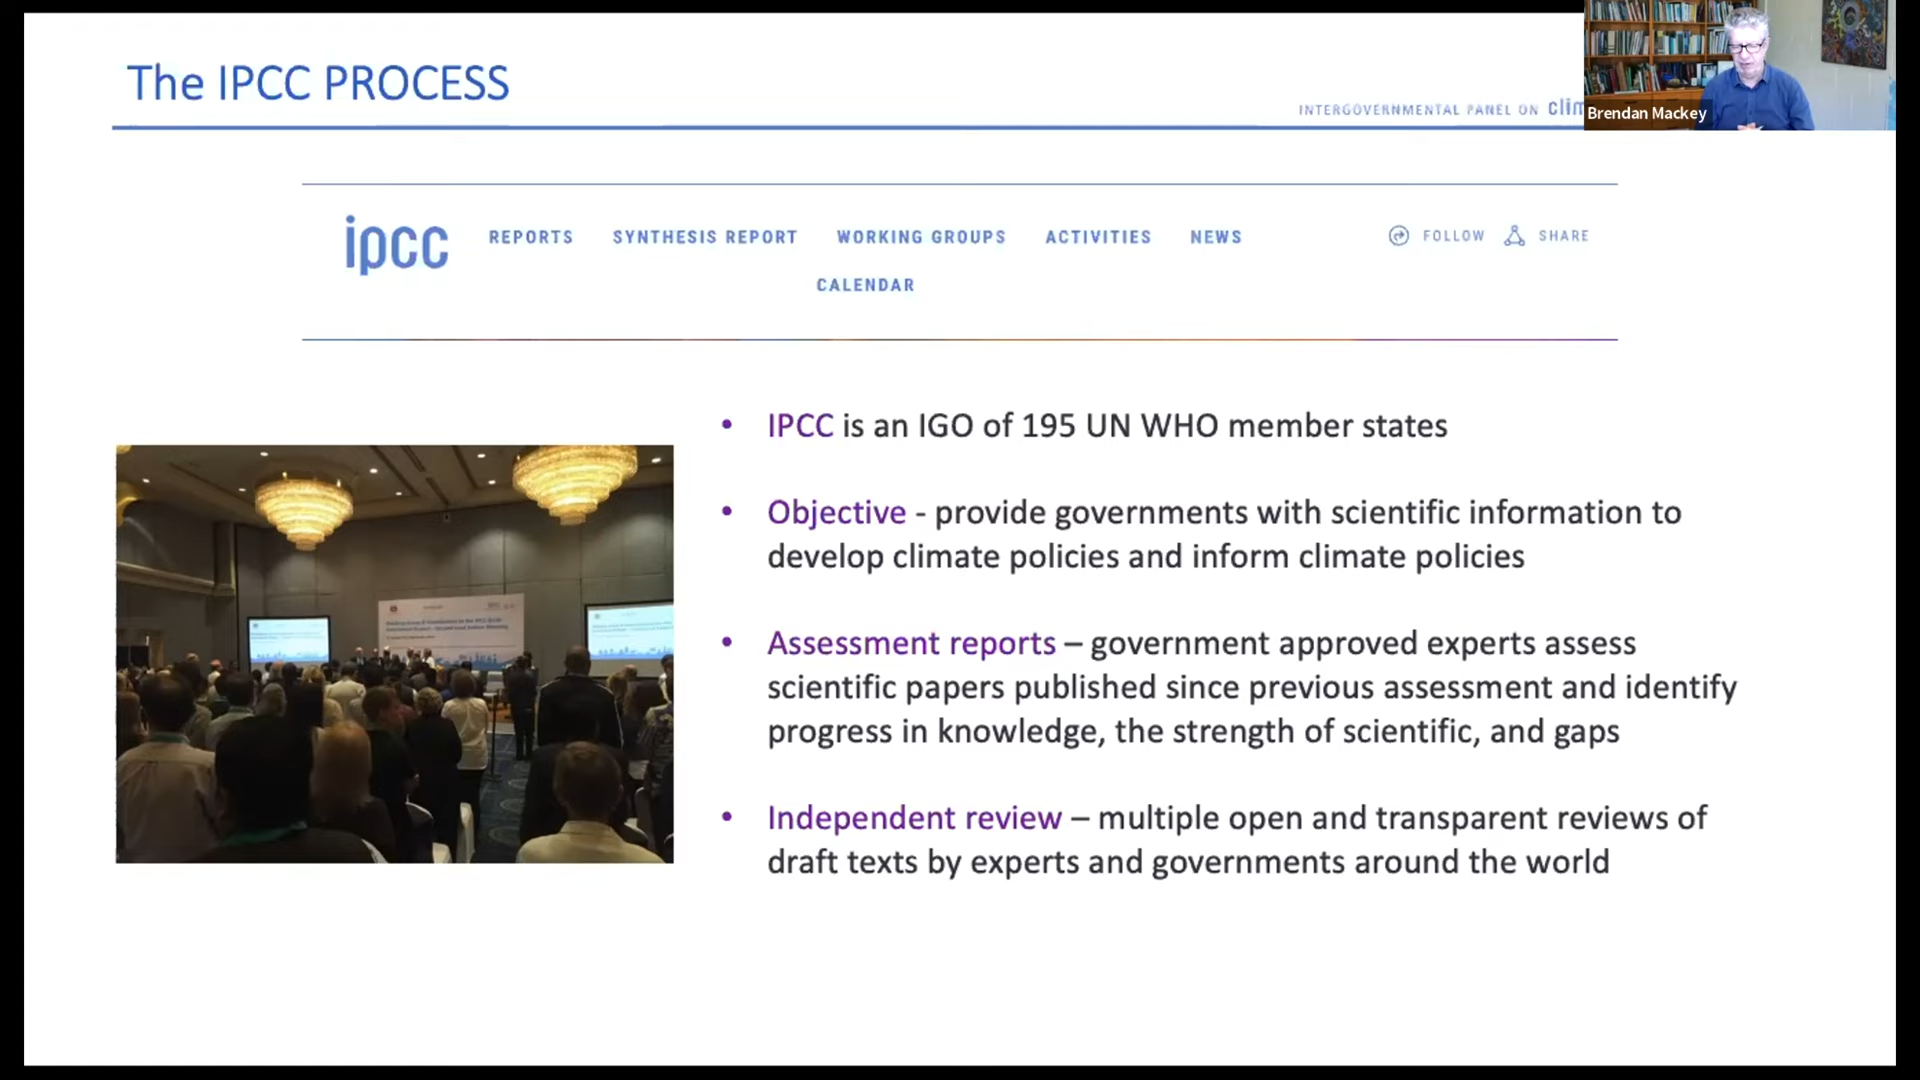 The IPCC PROCESS
INTERGOVERNMENTAL PANEL ON clim
Brendan Mackey
ipcc REPORTS SYNTHESIS REPORT WORKING GROUPS ACTIVITIES NEWS FOLLOW SHARE
CALENDAR
• IPCC is an IGO of 195 UN WHO member states
• Objective - provide governments with scientific information to
develop climate policies and inform climate policies
• Assessment reports – government approved experts assess
scientific papers published since previous assessment and identify
progress in knowledge, the strength of scientific, and gaps
• Independent review – multiple open and transparent reviews of
draft texts by experts and governments around the world